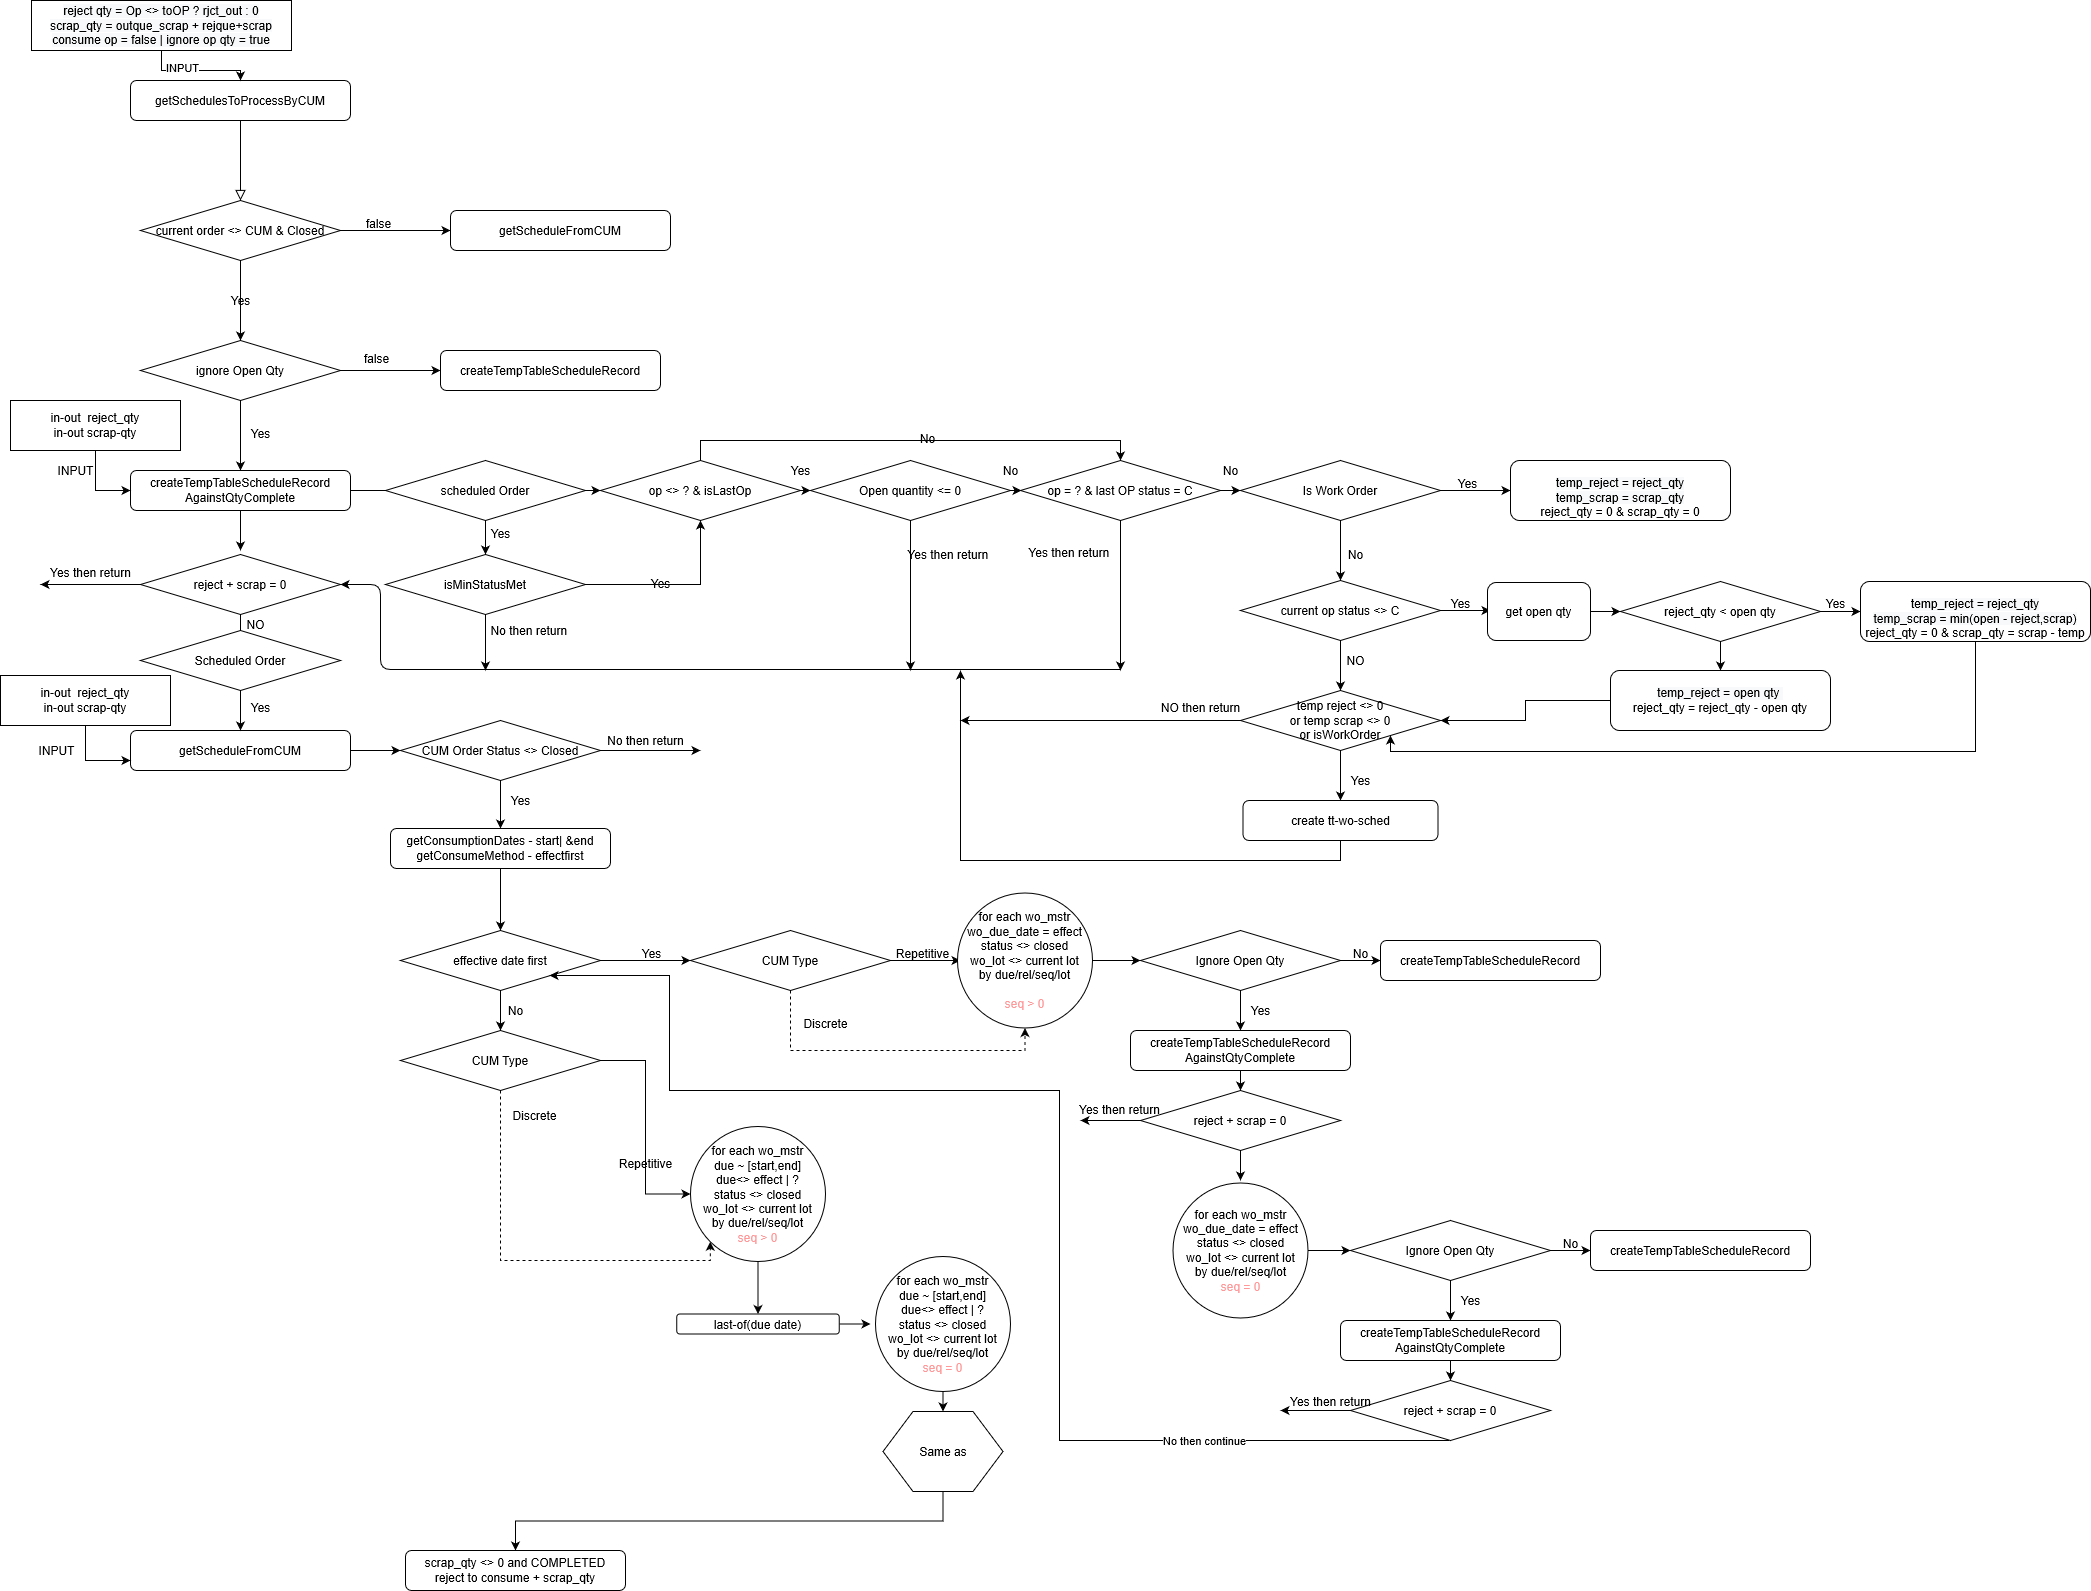 reject qty = Op <> toOP ? rjct_out : 0
scrap_qty = outque_scrap + rejque+scrap
consume op = false | ignore op qty = true
INPUT
getSchedulesToProcessByCUM
current order <> CUM & Closed
false
getScheduleFromCUM
Yes
ignore Open Qty
false
createTempTableScheduleRecord
in-out  reject_qty
in-out scrap-qty
Yes
INPUT
createTempTableScheduleRecord
AgainstQtyComplete
scheduled Order
op <> ? & isLastOp
No
Yes
Open quantity <= 0
No
op = ? & last OP status = C
No
Is Work Order
Yes
temp_reject = reject_qty
temp_scrap = scrap_qty
reject_qty = 0 & scrap_qty = 0
Yes
isMinStatusMet
Yes
No then return
Yes then return
Yes then return
No
Yes then return
reject + scrap = 0
NO
Scheduled Order
current op status <> C
Yes
get open qty
reject_qty < open qty
Yes
temp_reject = reject_qty
temp_scrap = min(open - reject,scrap)
reject_qty = 0 & scrap_qty = scrap - temp
NO
temp_reject = open qty
reject_qty = reject_qty - open qty
in-out  reject_qty
in-out scrap-qty
Yes
INPUT
getScheduleFromCUM
CUM Order Status <> Closed
No then return
NO then return
temp reject <> 0
or temp scrap <> 0
or isWorkOrder
Yes
create tt-wo-sched
Yes
getConsumptionDates - start| &end
getConsumeMethod - effectfirst
effective date first
Yes
CUM Type
Repetitive
for each wo_mstr
wo_due_date = effect
status <> closed
wo_lot <> current lot
by due/rel/seq/lot
seq > 0
Ignore Open Qty
No
createTempTableScheduleRecord
Discrete
Yes
createTempTableScheduleRecord
AgainstQtyComplete
No
CUM Type
Discrete
Repetitive
Yes then return
reject + scrap = 0
for each wo_mstr
due ~ [start,end]
due<> effect | ?
status <> closed
wo_lot <> current lot
by due/rel/seq/lot
seq > 0
for each wo_mstr
wo_due_date = effect
status <> closed
wo_lot <> current lot
by due/rel/seq/lot
seq = 0
Ignore Open Qty
No
createTempTableScheduleRecord
last-of(due date)
for each wo_mstr
due ~ [start,end]
due<> effect | ?
status <> closed
wo_lot <> current lot
by due/rel/seq/lot
seq = 0
Yes
createTempTableScheduleRecord
AgainstQtyComplete
Yes then return
reject + scrap = 0
No then continue
Same as
scrap_qty <> 0 and COMPLETED
reject to consume + scrap_qty